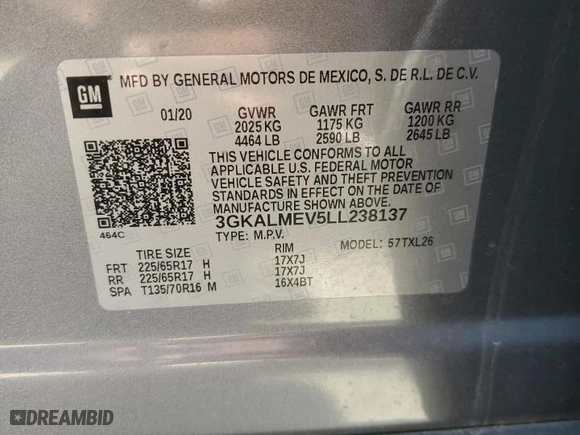 GM
MFD BY GENERAL MOTORS DE MEXICO, S. DE R.L. DE C.V.
01/20 GVWR GAWR FRT GAWR RR
2025 KG 1175 KG 1200 KG
4464 LB 2590 LB 2645 LB
THIS VEHICLE CONFORMS TO ALL
APPLICABLE U.S. FEDERAL MOTOR
VEHICLE SAFETY AND THEFT PREVENTION
STANDARDS IN EFFECT ON THE DATE
OF MANUFACTURE SHOWN ABOVE.
464C 3GKALMEV5LL238137
TYPE: M.P.V. MODEL: 57TXL26
TIRE SIZE RIM
FRT 225/65R17 H 17X7J
RR 225/65R17 H 17X7J
SPA T135/70R16 M 16X4BT
DREAMBID